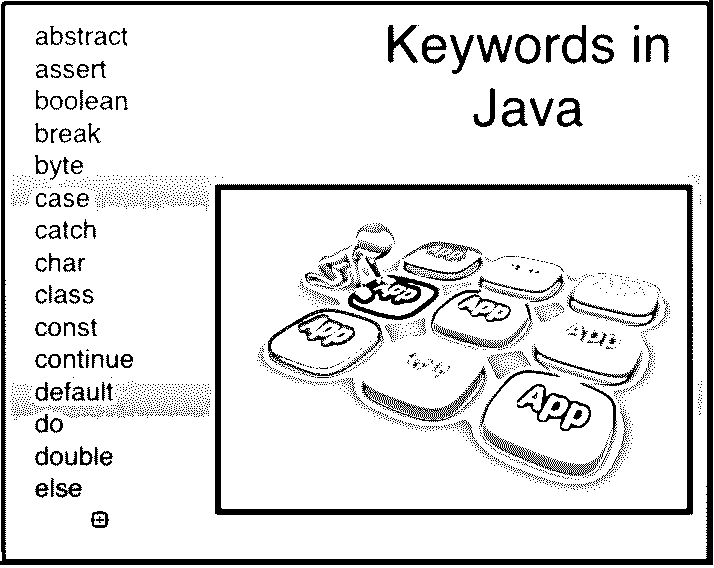 Keywords in
Java
abstract
assert
boolean
break
byte
case
catch
char
class
const
continue
default
do
double
else
App
App
App
App
App
App